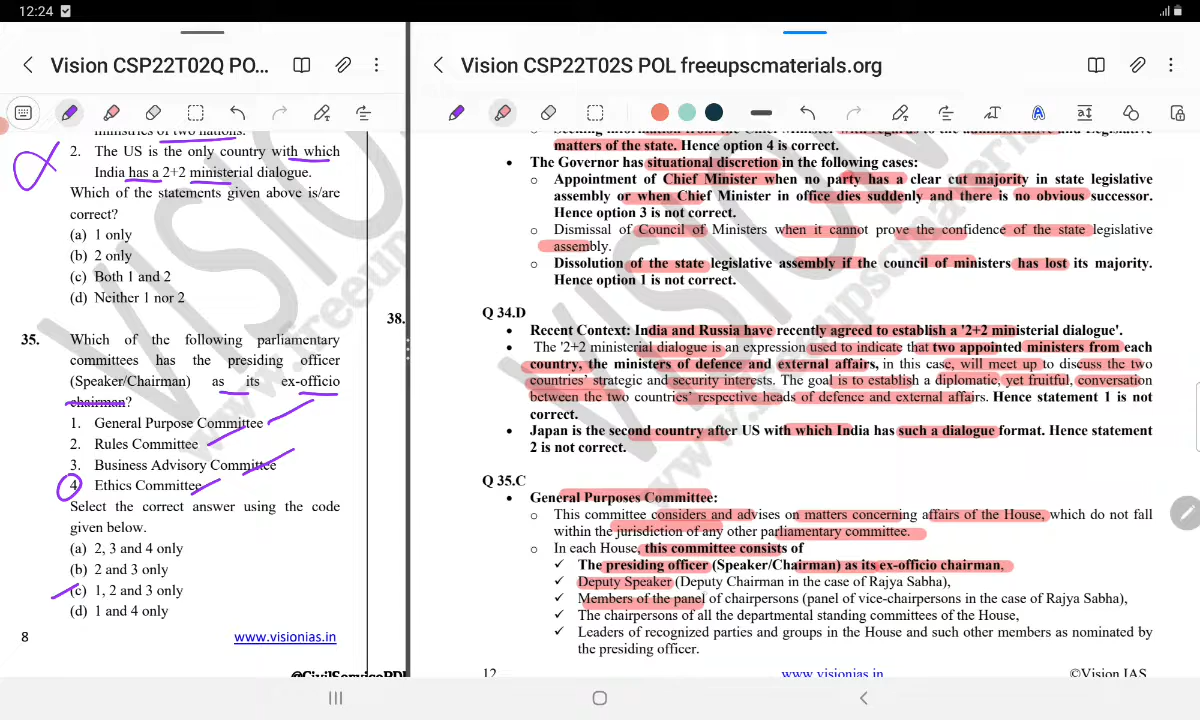 12:24
Vision CSP22T02Q PO...
ministries of two nations.
2. The US is the only country with which
India has a 2+2 ministerial dialogue.
Which of the statements given above is/are
correct?
(a) 1 only
(b) 2 only
(c) Both 1 and 2
(d) Neither 1 nor 2
35. Which of the following parliamentary
committees has the presiding officer
(Speaker/Chairman) as its ex-officio
chairman?
1. General Purpose Committee
2. Rules Committee
3. Business Advisory Committee
4. Ethics Committee
Select the correct answer using the code
given below.
(a) 2, 3 and 4 only
(b) 2 and 3 only
(c) 1, 2 and 3 only
(d) 1 and 4 only
8 www.visionias.in
38.
Vision CSP22T02S POL freeupscmaterials.org
matters of the state. Hence option 4 is correct.
• The Governor has situational discretion in the following cases:
o Appointment of Chief Minister when no party has a clear cut majority in state legislative
assembly or when Chief Minister in office dies suddenly and there is no obvious successor.
Hence option 3 is not correct.
o Dismissal of Council of Ministers when it cannot prove the confidence of the state legislative
assembly.
o Dissolution of the state legislative assembly if the council of ministers has lost its majority.
Hence option 1 is not correct.
Q 34.D
• Recent Context: India and Russia have recently agreed to establish a '2+2 ministerial dialogue'.
• The '2+2 ministerial dialogue is an expression used to indicate that two appointed ministers from each
country, the ministers of defence and external affairs, in this case, will meet up to discuss the two
countries' strategic and security interests. The goal is to establish a diplomatic, yet fruitful, conversation
between the two countries' respective heads of defence and external affairs. Hence statement 1 is not
correct.
• Japan is the second country after US with which India has such a dialogue format. Hence statement
2 is not correct.
Q 35.C
• General Purposes Committee:
o This committee considers and advises on matters concerning affairs of the House, which do not fall
within the jurisdiction of any other parliamentary committee.
o In each House, this committee consists of
✓ The presiding officer (Speaker/Chairman) as its ex-officio chairman,
✓ Deputy Speaker (Deputy Chairman in the case of Rajya Sabha),
✓ Members of the panel of chairpersons (panel of vice-chairpersons in the case of Rajya Sabha),
✓ The chairpersons of all the departmental standing committees of the House,
✓ Leaders of recognized parties and groups in the House and such other members as nominated by
the presiding officer.
12 www.visionias.in ©Vision IAS